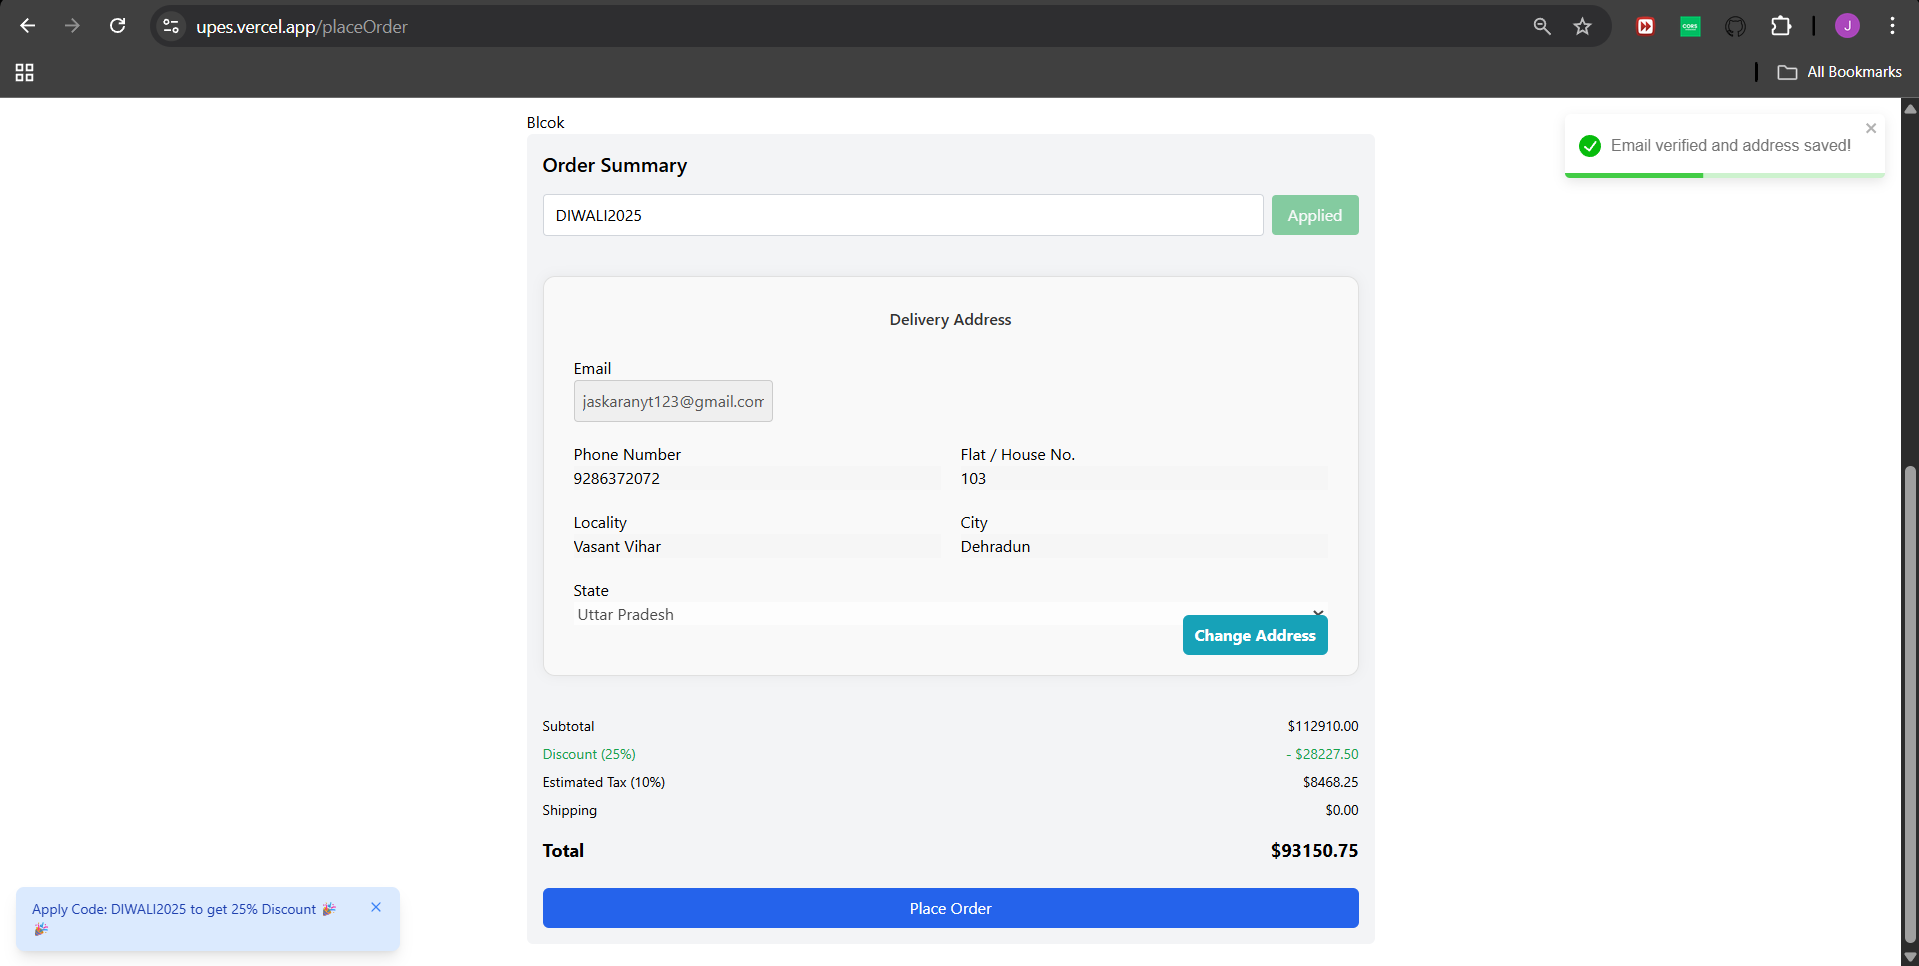 upes.vercel.app/placeOrder
CORS
J
All Bookmarks
Blcok
Email verified and address saved!
Order Summary
DIWALI2025
Applied
Delivery Address
Email
jaskaranyt123@gmail.com
Phone Number
Flat / House No.
9286372072
103
Locality
City
Vasant Vihar
Dehradun
State
Uttar Pradesh
Change Address
Subtotal
$112910.00
Discount (25%)
- $28227.50
Estimated Tax (10%)
$8468.25
Shipping
$0.00
Total
$93150.75
Apply Code: DIWALI2025 to get 25% Discount 🎉
🎉
Place Order